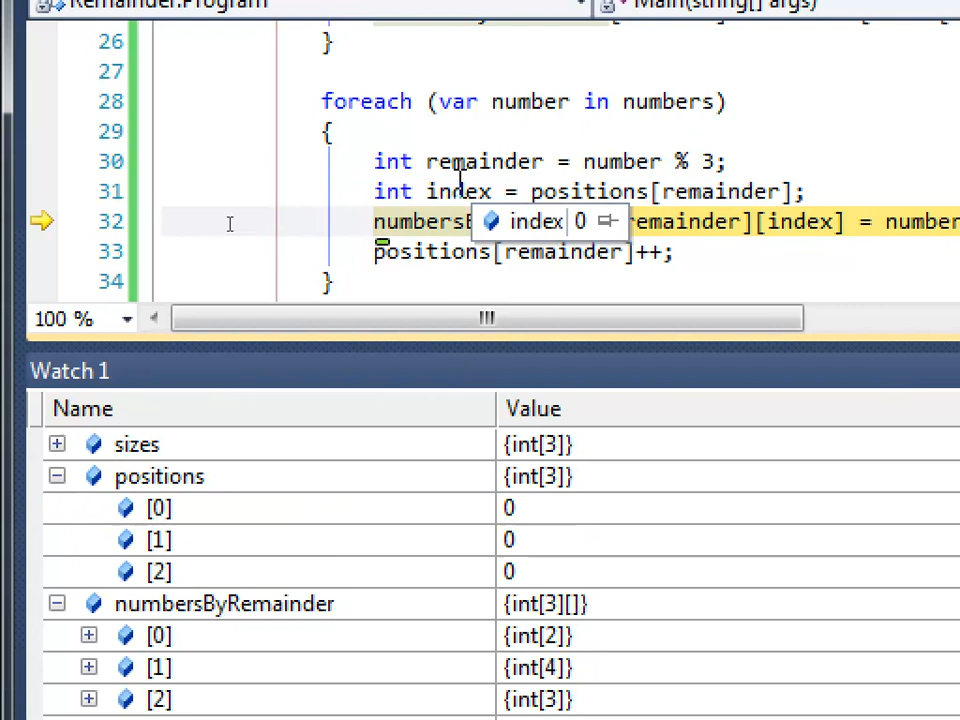 Remainder.Program Main(string[] args)
26 }
27
28 foreach (var number in numbers)
29 {
30 int remainder = number % 3;
31 int index = positions[remainder];
32 numbersB index 0 remainder][index] = number
33 positions[remainder]++;
34 }
100 %
Watch 1
Name Value
sizes {int[3]}
positions {int[3]}
[0] 0
[1] 0
[2] 0
numbersByRemainder {int[3][]}
[0] {int[2]}
[1] {int[4]}
[2] {int[3]}